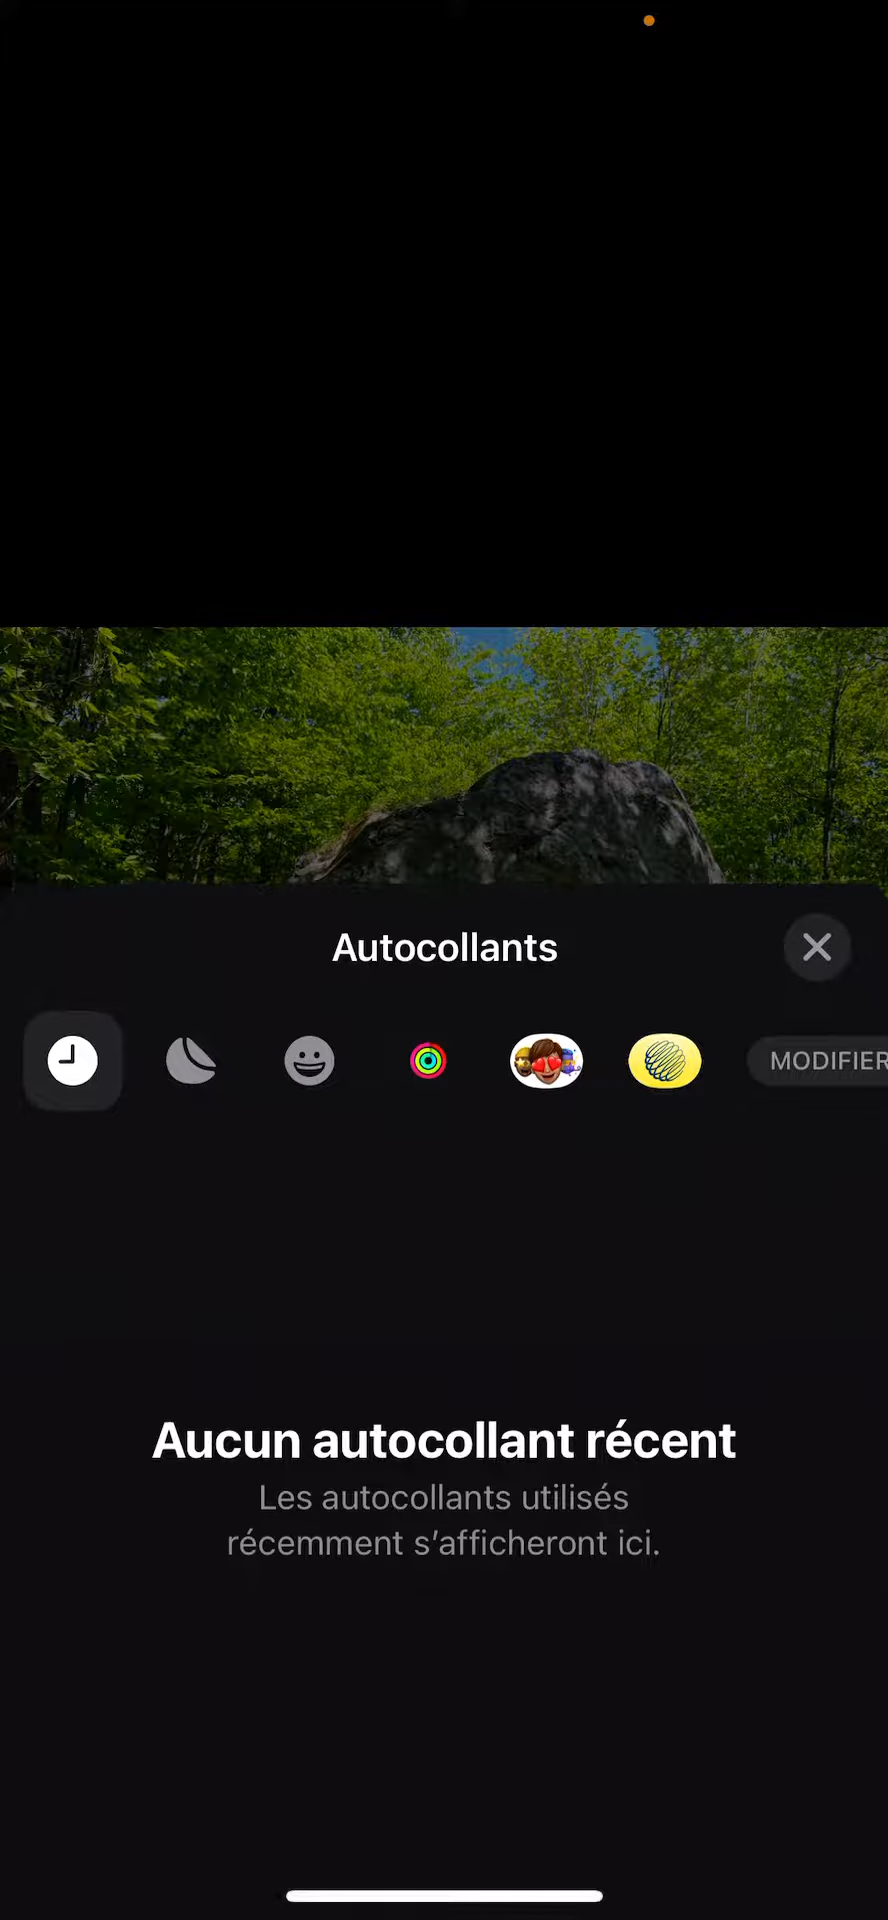 Autocollants
MODIFIER
Aucun autocollant récent
Les autocollants utilisés
récemment s’afficheront ici.